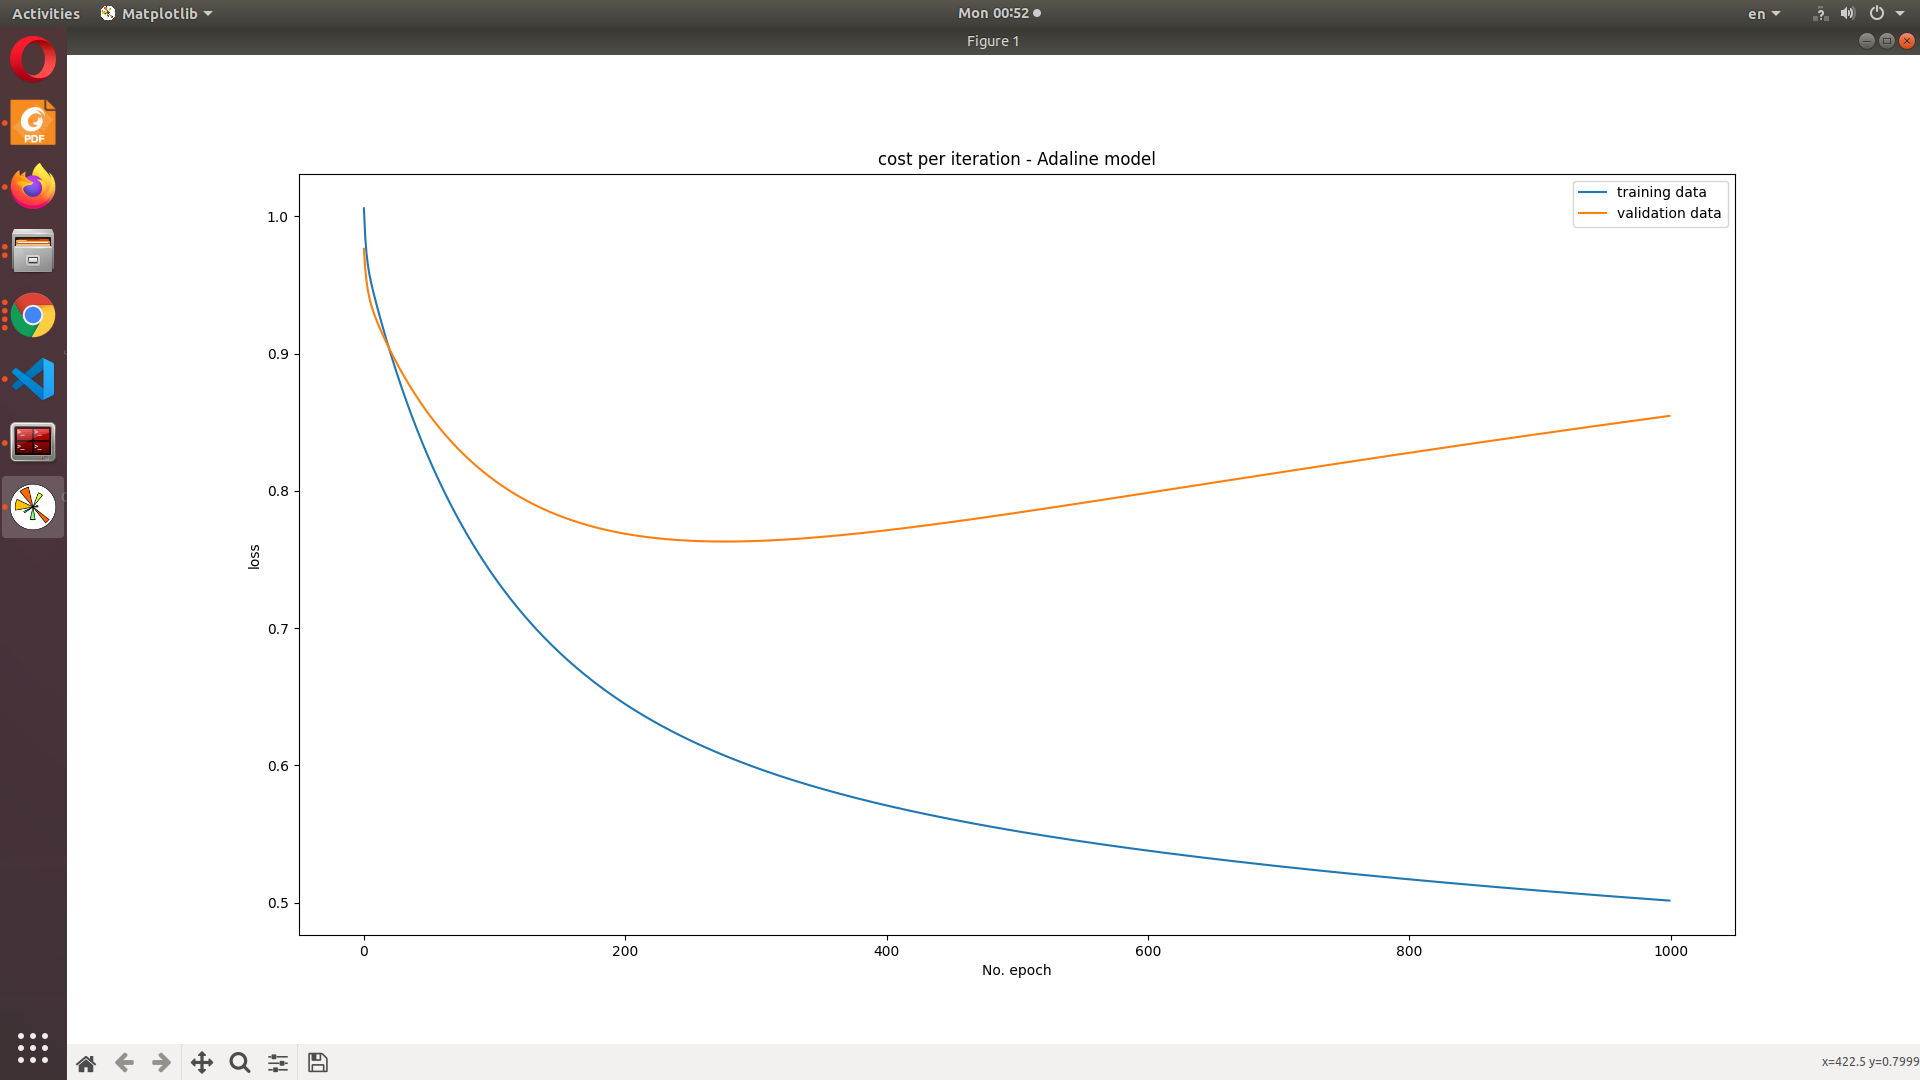 Activities
Matplotlib
Mon 00:52
en
?
Figure 1
PDF
cost per iteration - Adaline model
training data
validation data
1.0
0.9
0.8
0.7
0.6
0.5
loss
0
200
400
600
800
1000
No. epoch
x=422.5 y=0.7999